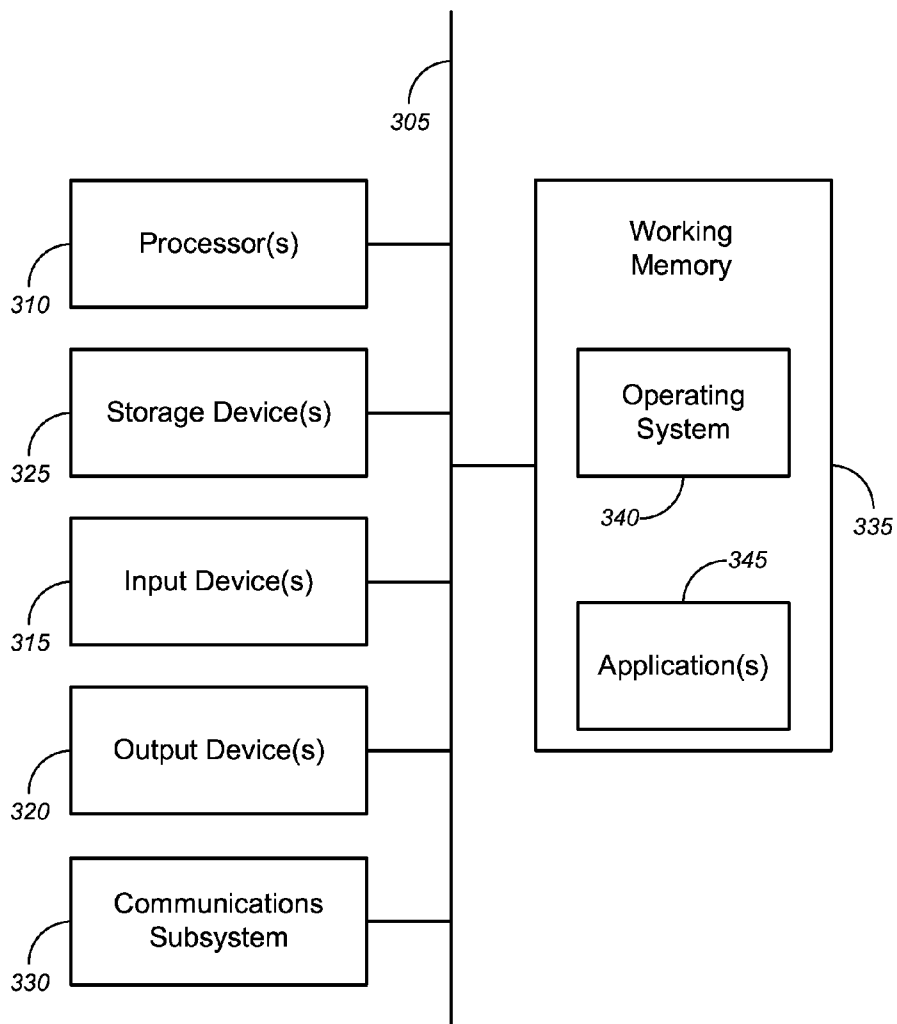 305
Processor(s)
310
Storage Device(s)
325
Input Device(s)
315
Output Device(s)
320
Communications
Subsystem
330
Working
Memory
Operating
System
340
335
345
Application(s)